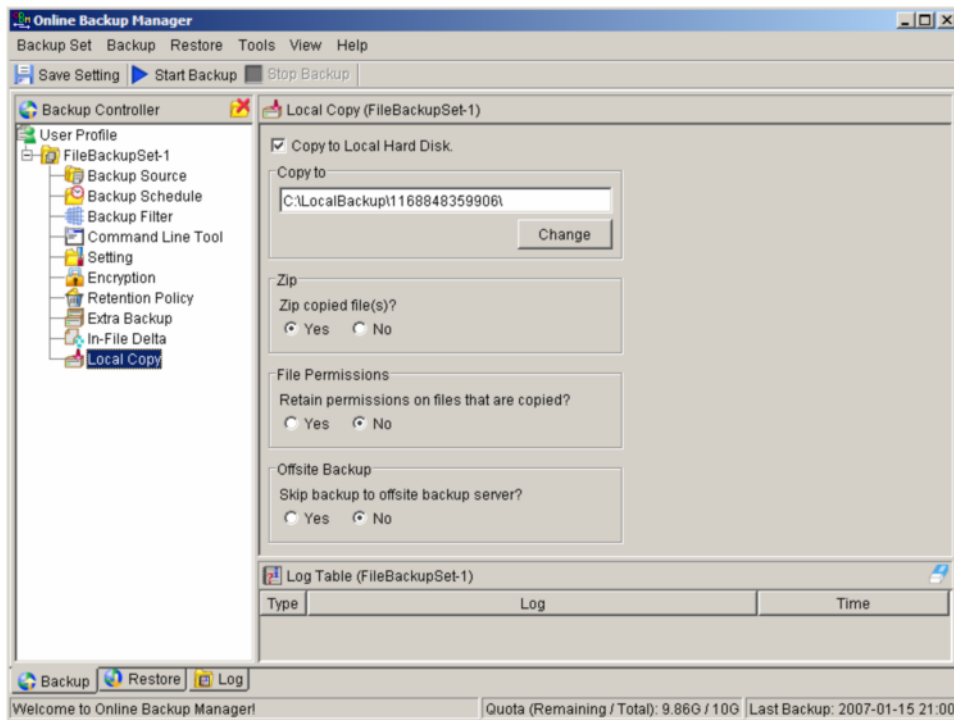 Online Backup Manager
Backup Set Backup Restore Tools View Help
Save Setting Start Backup Stop Backup
Backup Controller
User Profile
FileBackupSet-1
Backup Source
Backup Schedule
Backup Filter
Command Line Tool
Setting
Encryption
Retention Policy
Extra Backup
In-File Delta
Local Copy
Local Copy (FileBackupSet-1)
Copy to Local Hard Disk.
Copy to
C:\LocalBackup\1168848359906\
Change
Zip
Zip copied file(s)?
Yes No
File Permissions
Retain permissions on files that are copied?
Yes No
Offsite Backup
Skip backup to offsite backup server?
Yes No
Log Table (FileBackupSet-1)
Type Log Time
Backup Restore Log
Welcome to Online Backup Manager! Quota (Remaining / Total): 9.86G / 10G Last Backup: 2007-01-15 21:00